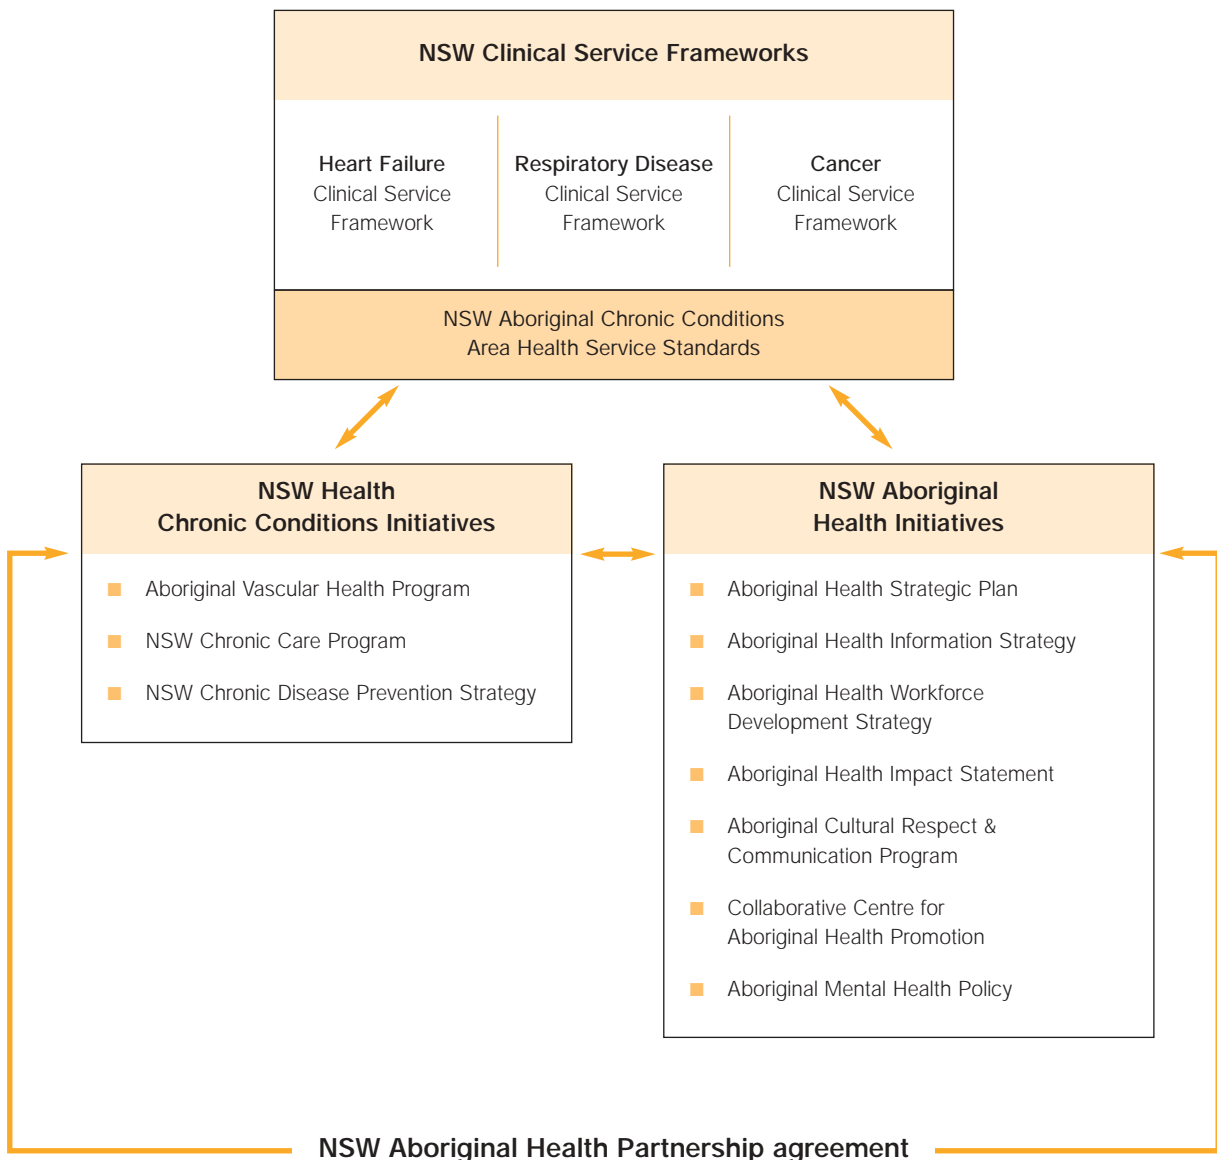 NSW Clinical Service Frameworks
Heart Failure
Clinical Service
Framework
Respiratory Disease
Clinical Service
Framework
Cancer
Clinical Service
Framework
NSW Aboriginal Chronic Conditions
Area Health Service Standards
NSW Health
Chronic Conditions Initiatives
Aboriginal Vascular Health Program
NSW Chronic Care Program
NSW Chronic Disease Prevention Strategy
NSW Aboriginal
Health Initiatives
Aboriginal Health Strategic Plan
Aboriginal Health Information Strategy
Aboriginal Health Workforce
Development Strategy
Aboriginal Health Impact Statement
Aboriginal Cultural Respect &
Communication Program
Collaborative Centre for
Aboriginal Health Promotion
Aboriginal Mental Health Policy
NSW Aboriginal Health Partnership agreement